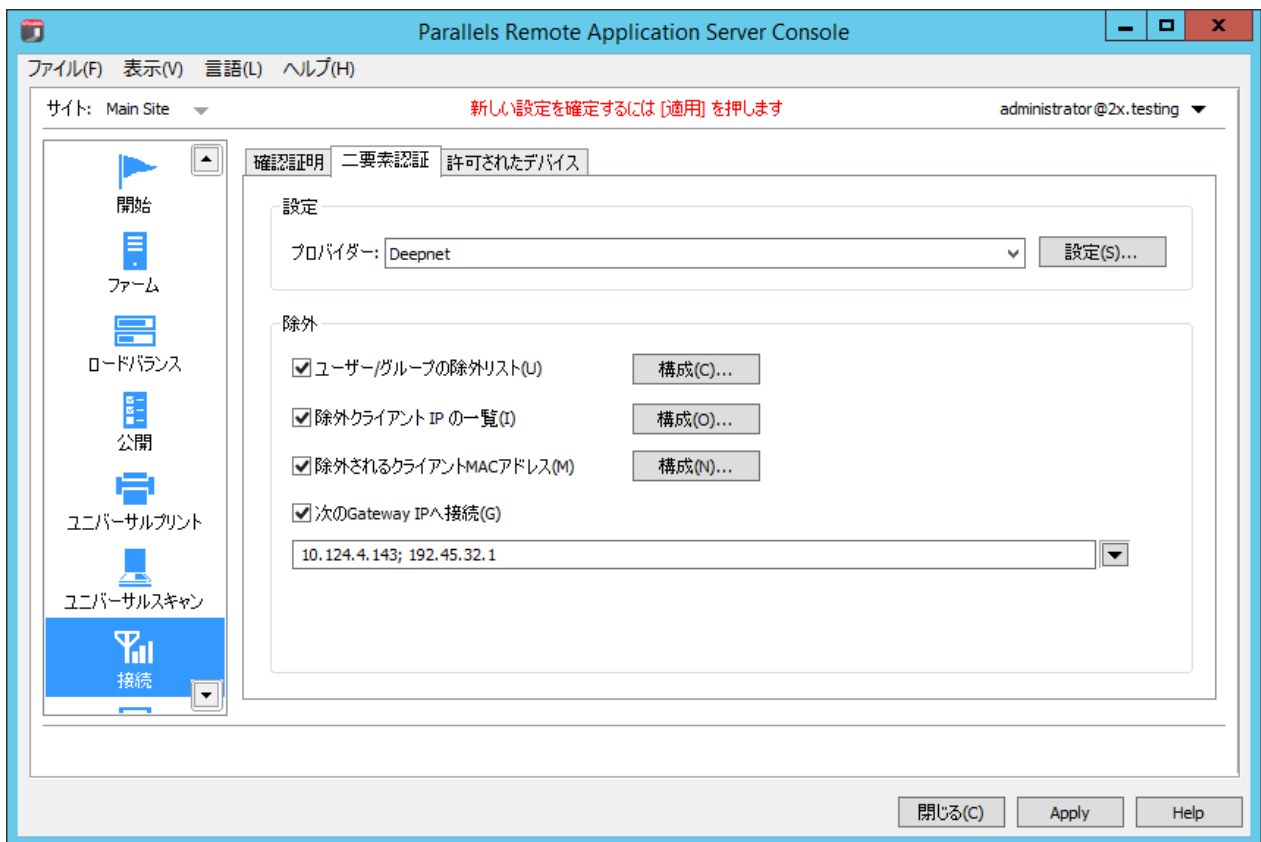 Parallels Remote Application Server Console
ファイル(F) 表示(V) 言語(L) ヘルプ(H)
サイト: Main Site 新しい設定を確定するには [適用] を押します administrator@2x.testing
開始
ファーム
ロードバランス
公開
ユニバーサルプリント
ユニバーサルスキャン
接続
確認証明 二要素認証 許可されたデバイス
設定
プロバイダー: Deepnet 設定(S)...
除外
ユーザー/グループの除外リスト(U) 構成(C)...
除外クライアント IP の一覧(I) 構成(O)...
除外されるクライアントMACアドレス(M) 構成(N)...
次のGateway IPへ接続(G)
10.124.4.143; 192.45.32.1
閉じる(C) Apply Help